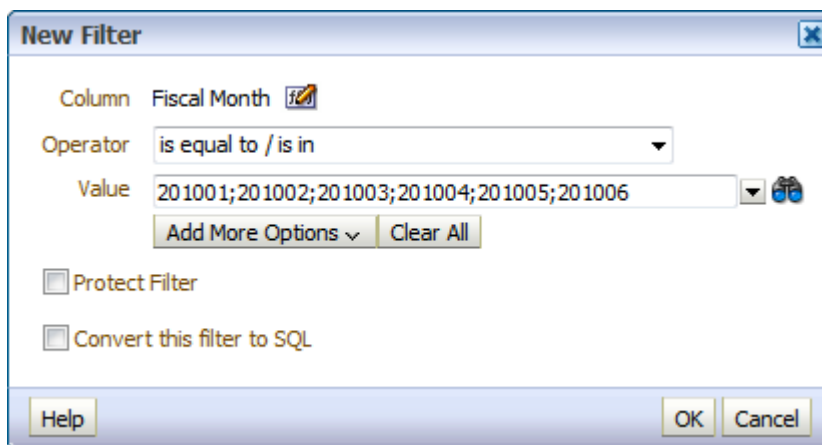 New Filter
Column Fiscal Month
Operator is equal to / is in
Value 201001;201002;201003;201004;201005;201006
Add More Options Clear All
Protect Filter
Convert this filter to SQL
Help OK Cancel